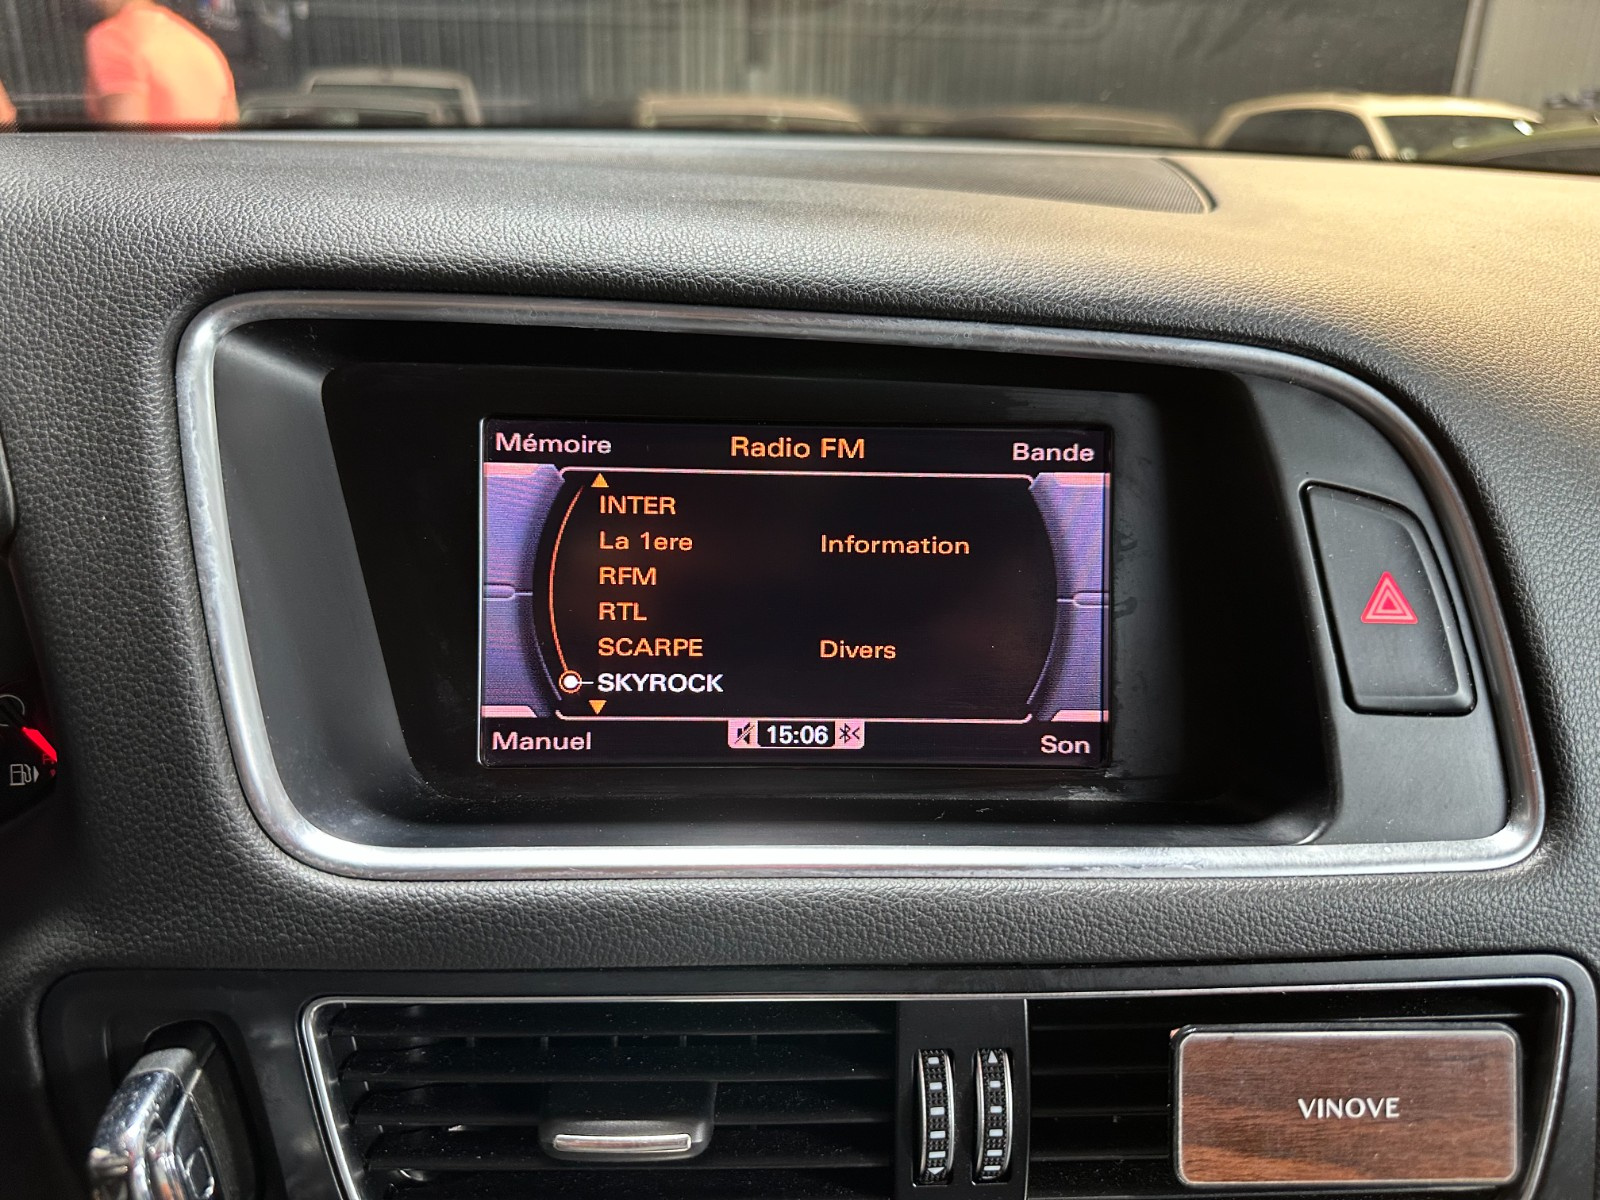 Mémoire Radio FM Bande
INTER
La 1ere Information
RFM
RTL
SCARPE Divers
SKYROCK
Manuel 15:06 Son
VINOVE